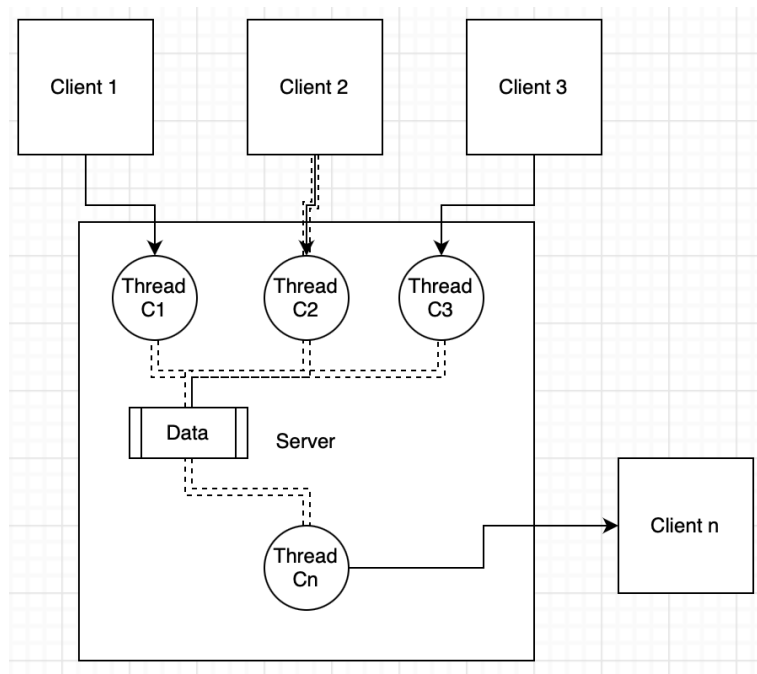 Client 1
Client 2
Client 3
Thread
C1
Thread
C2
Thread
C3
Data
Server
Client n
Thread
Cn